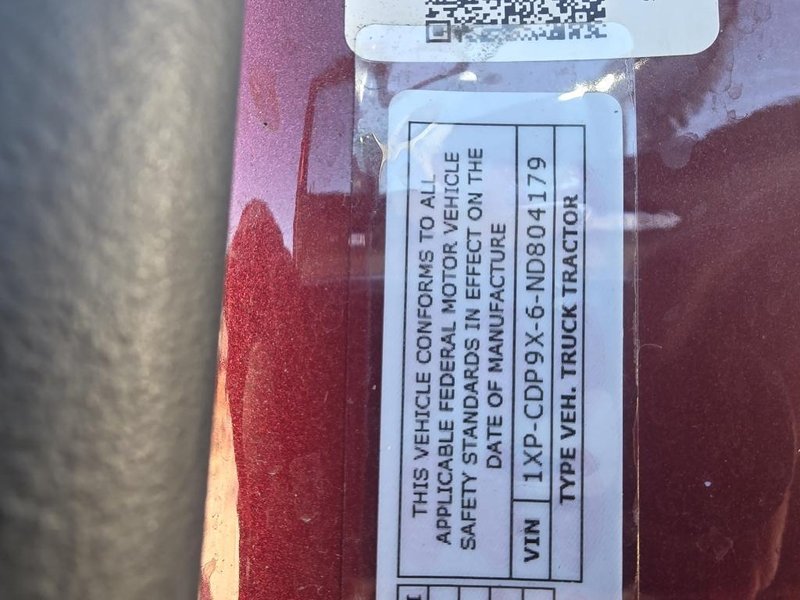 THIS VEHICLE CONFORMS TO ALL
APPLICABLE FEDERAL MOTOR VEHICLE
SAFETY STANDARDS IN EFFECT ON THE
DATE OF MANUFACTURE
VIN 1XP-CDP9X-6-ND804179
TYPE VEH. TRUCK TRACTOR